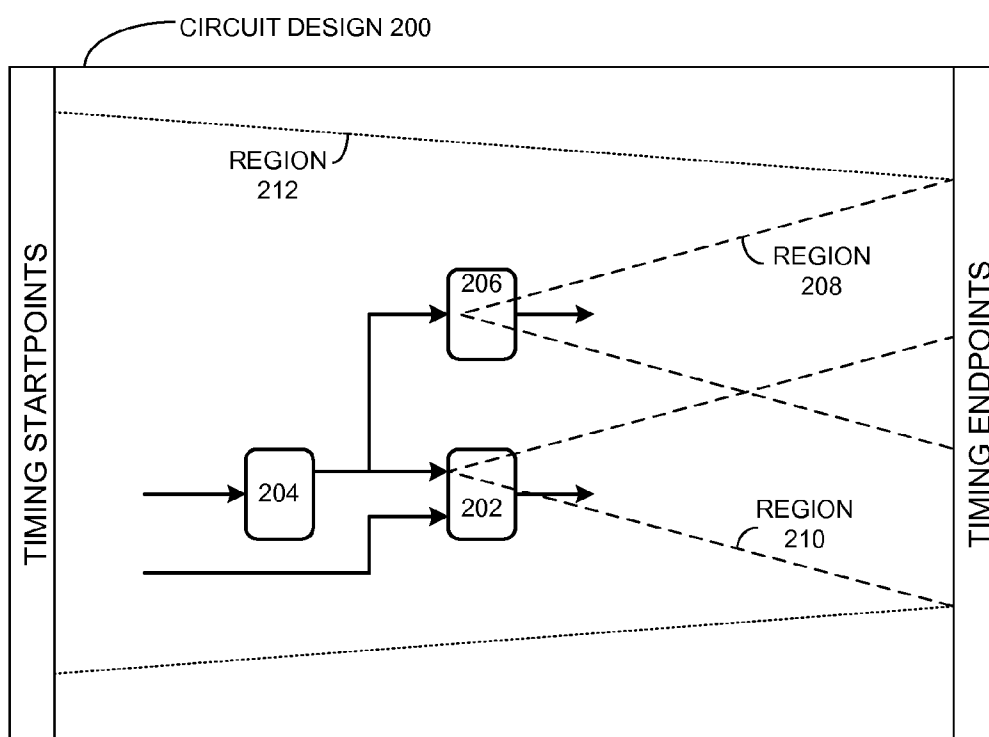 CIRCUIT DESIGN 200
REGION
212
REGION
208
206
TIMING STARTPOINTS
TIMING ENDPOINTS
204
202
REGION
210